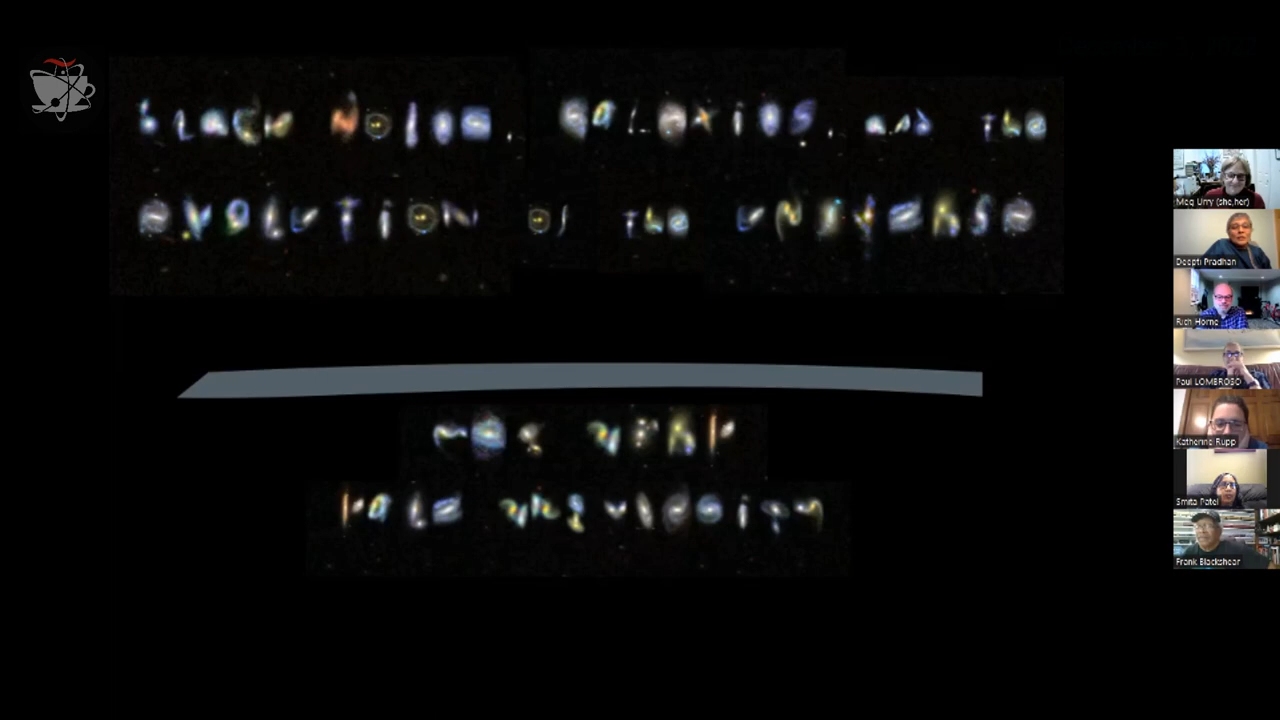 black Holes, Galaxies, and the
evolution of the universe
meg urry
yale university
Meg Urry (she,her)
Deepti Pradhan
Rich Horne
Paul LOMBROSO
Katherine Rupp
Smita Patel
Frank Blackshear